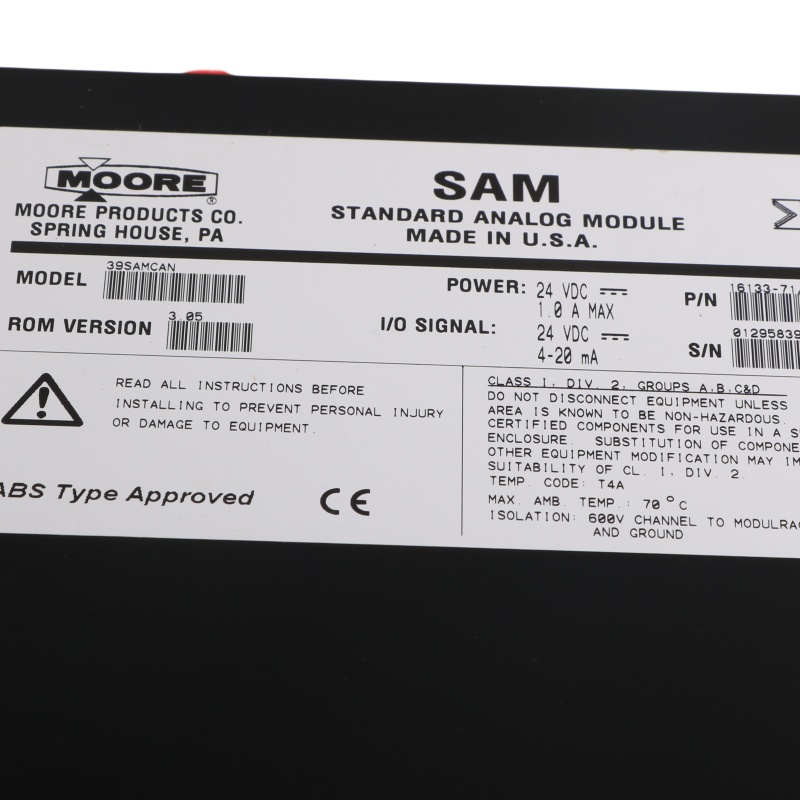 MOORE
®
MOORE PRODUCTS CO.
SPRING HOUSE, PA
SAM
STANDARD ANALOG MODULE
MADE IN U.S.A.
MODEL 39SAMCAN
ROM VERSION 3.05
POWER: 24 VDC
1.0 A MAX
I/O SIGNAL: 24 VDC
4-20 mA
P/N 16133-71
S/N 01295839
READ ALL INSTRUCTIONS BEFORE
INSTALLING TO PREVENT PERSONAL INJURY
OR DAMAGE TO EQUIPMENT.
ABS Type Approved
CE
CLASS I, DIV. 2, GROUPS A,B,C&D
DO NOT DISCONNECT EQUIPMENT UNLESS
AREA IS KNOWN TO BE NON-HAZARDOUS.
CERTIFIED COMPONENTS FOR USE IN A
ENCLOSURE. SUBSTITUTION OF
OTHER EQUIPMENT MODIFICATION MAY
SUITABILITY OF CL. I, DIV. 2.
TEMP. CODE: T4A
MAX. AMB. TEMP.: 70°C
ISOLATION: 600V CHANNEL TO
AND GROUND